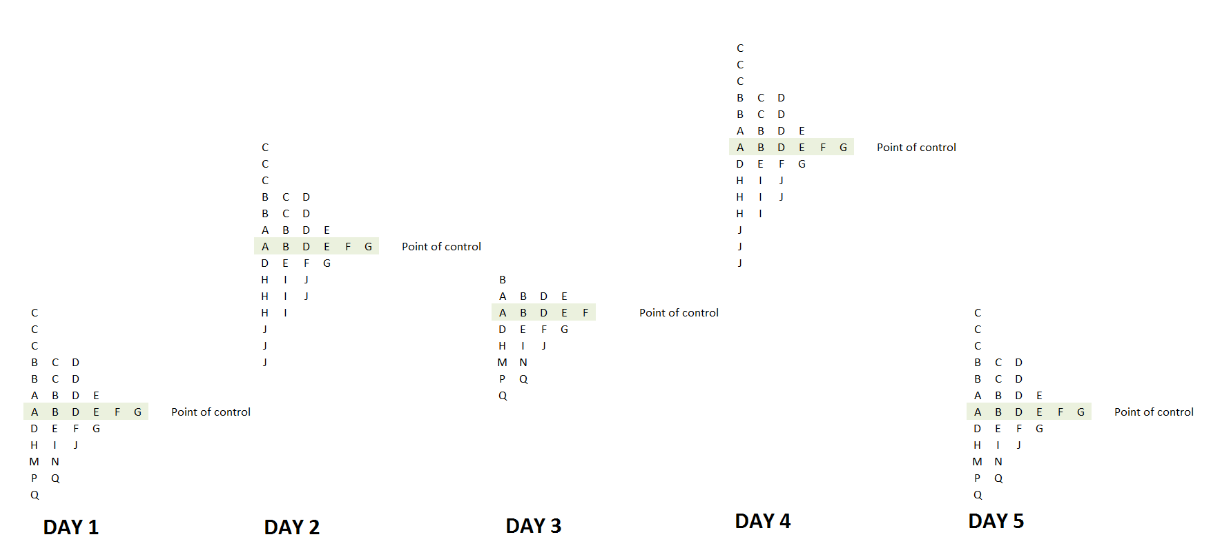 C
C
C
B C D
B C D
A B D E
A B D E F G Point of control
D E F G
H I J
M N
P Q
Q
DAY 1
C
C
C
B C D
B C D
A B D E
A B D E F G Point of control
D E F G
H I J
H I J
H I
J
J
J
DAY 2
B
A B D E
A B D E F Point of control
D E F G
H I J
M N
P Q
Q
DAY 3
C
C
C
B C D
B C D
A B D E
A B D E F G Point of control
D E F G
H I J
H I J
H I
J
J
J
DAY 4
C
C
C
B C D
B C D
A B D E
A B D E F G Point of control
D E F G
H I J
M N
P Q
Q
DAY 5